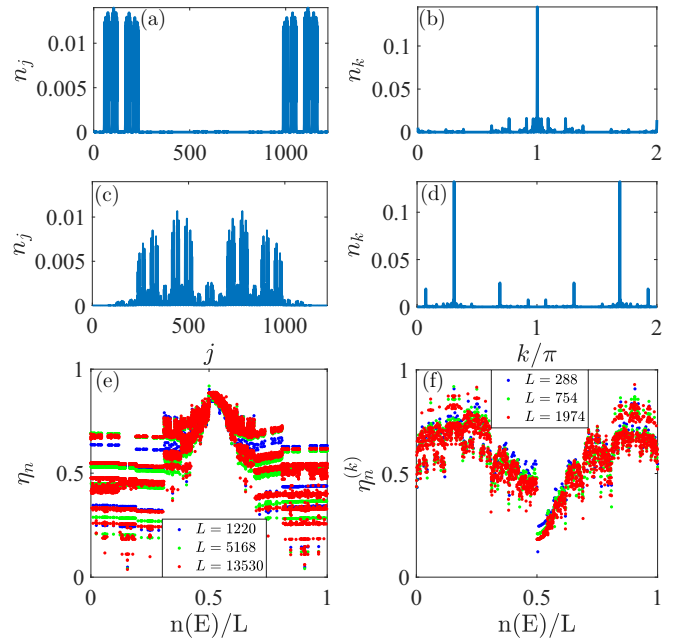 (a)
0.01
0.005
0
n_j
0 500 1000
(b)
0.1
0.05
0
n_k
0 1 2
(c)
0.01
0.005
0
n_j
0 500 1000
j
(d)
0.1
0.05
0
n_k
0 1 2
k/π
(e)
1
0.5
0
η_n
L = 1220
L = 5168
L = 13530
0 0.5 1
n(E)/L
(f)
1
0.5
0
η_n^{(k)}
L = 288
L = 754
L = 1974
0 0.5 1
n(E)/L